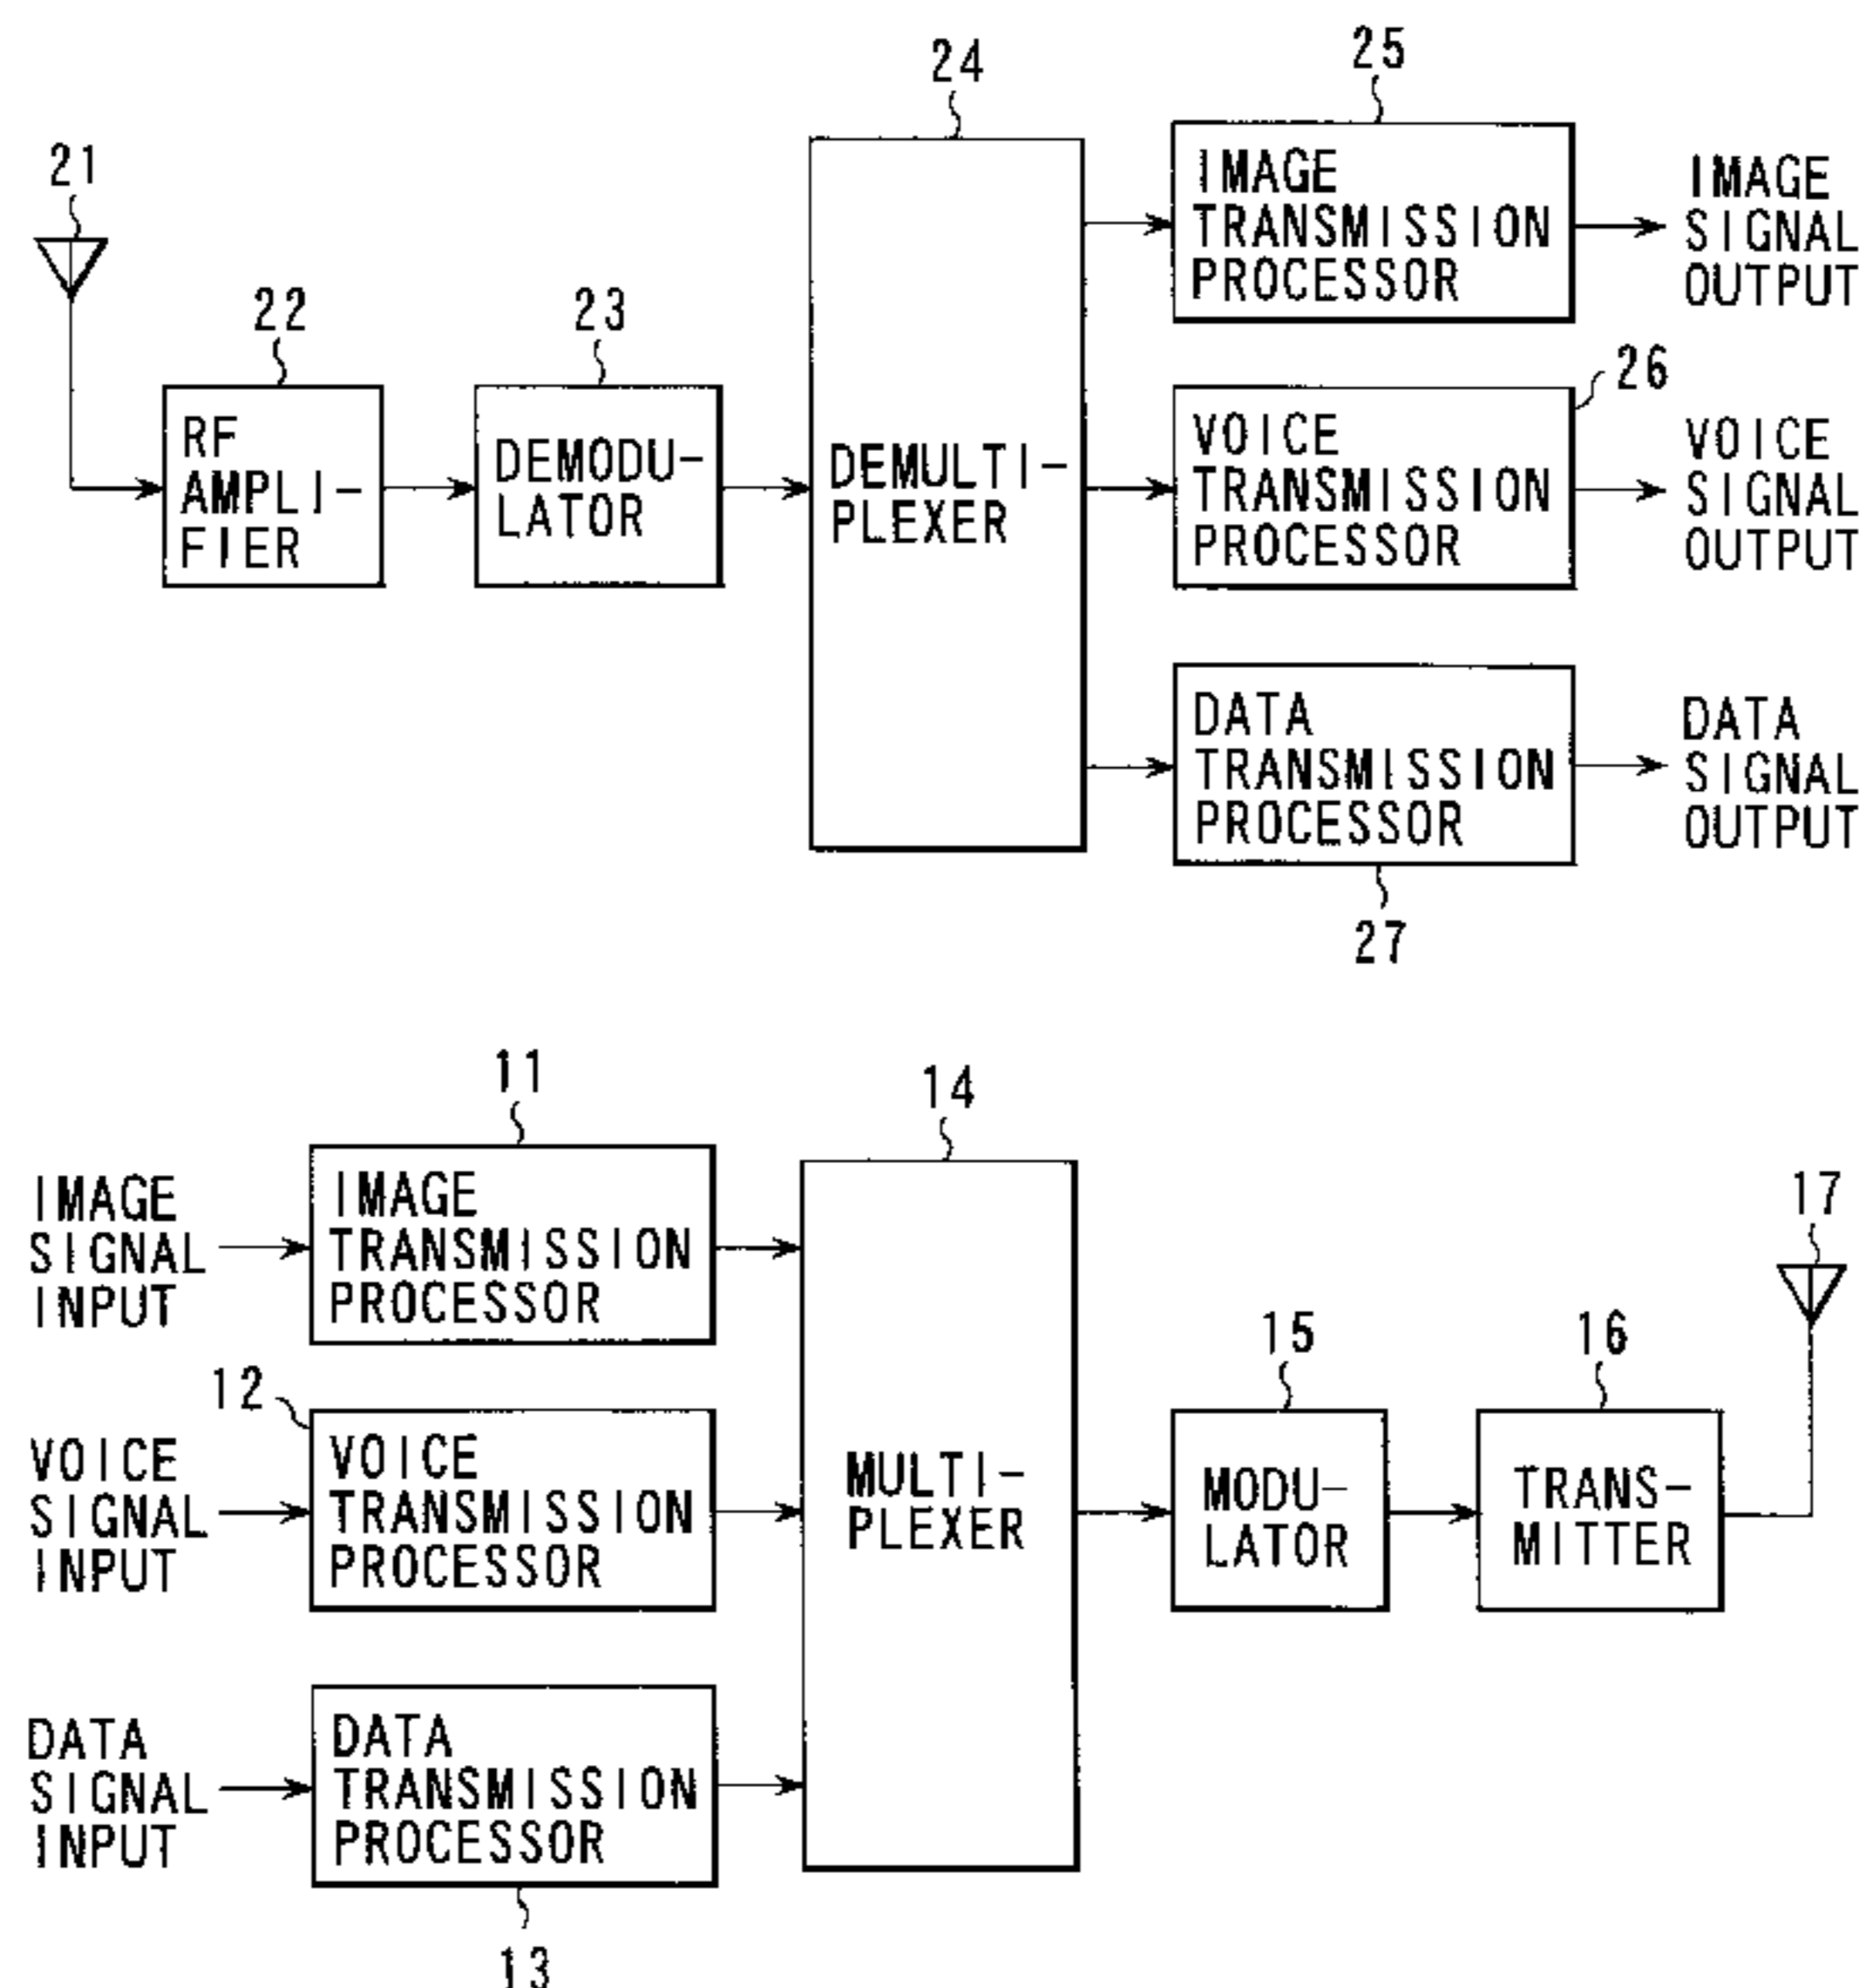 24
25
21
IMAGE
TRANSMISSION
PROCESSOR
IMAGE
SIGNAL
OUTPUT
22
23
26
RF
AMPLI-
FIER
DEMODU-
LATOR
DEMULTI-
PLEXER
VOICE
TRANSMISSION
PROCESSOR
VOICE
SIGNAL
OUTPUT
DATA
TRANSMISSION
PROCESSOR
DATA
SIGNAL
OUTPUT
27
11
14
IMAGE
SIGNAL
INPUT
IMAGE
TRANSMISSION
PROCESSOR
17
12
15
16
VOICE
SIGNAL
INPUT
VOICE
TRANSMISSION
PROCESSOR
MULTI-
PLEXER
MODU-
LATOR
TRANS-
MITTER
DATA
SIGNAL
INPUT
DATA
TRANSMISSION
PROCESSOR
13